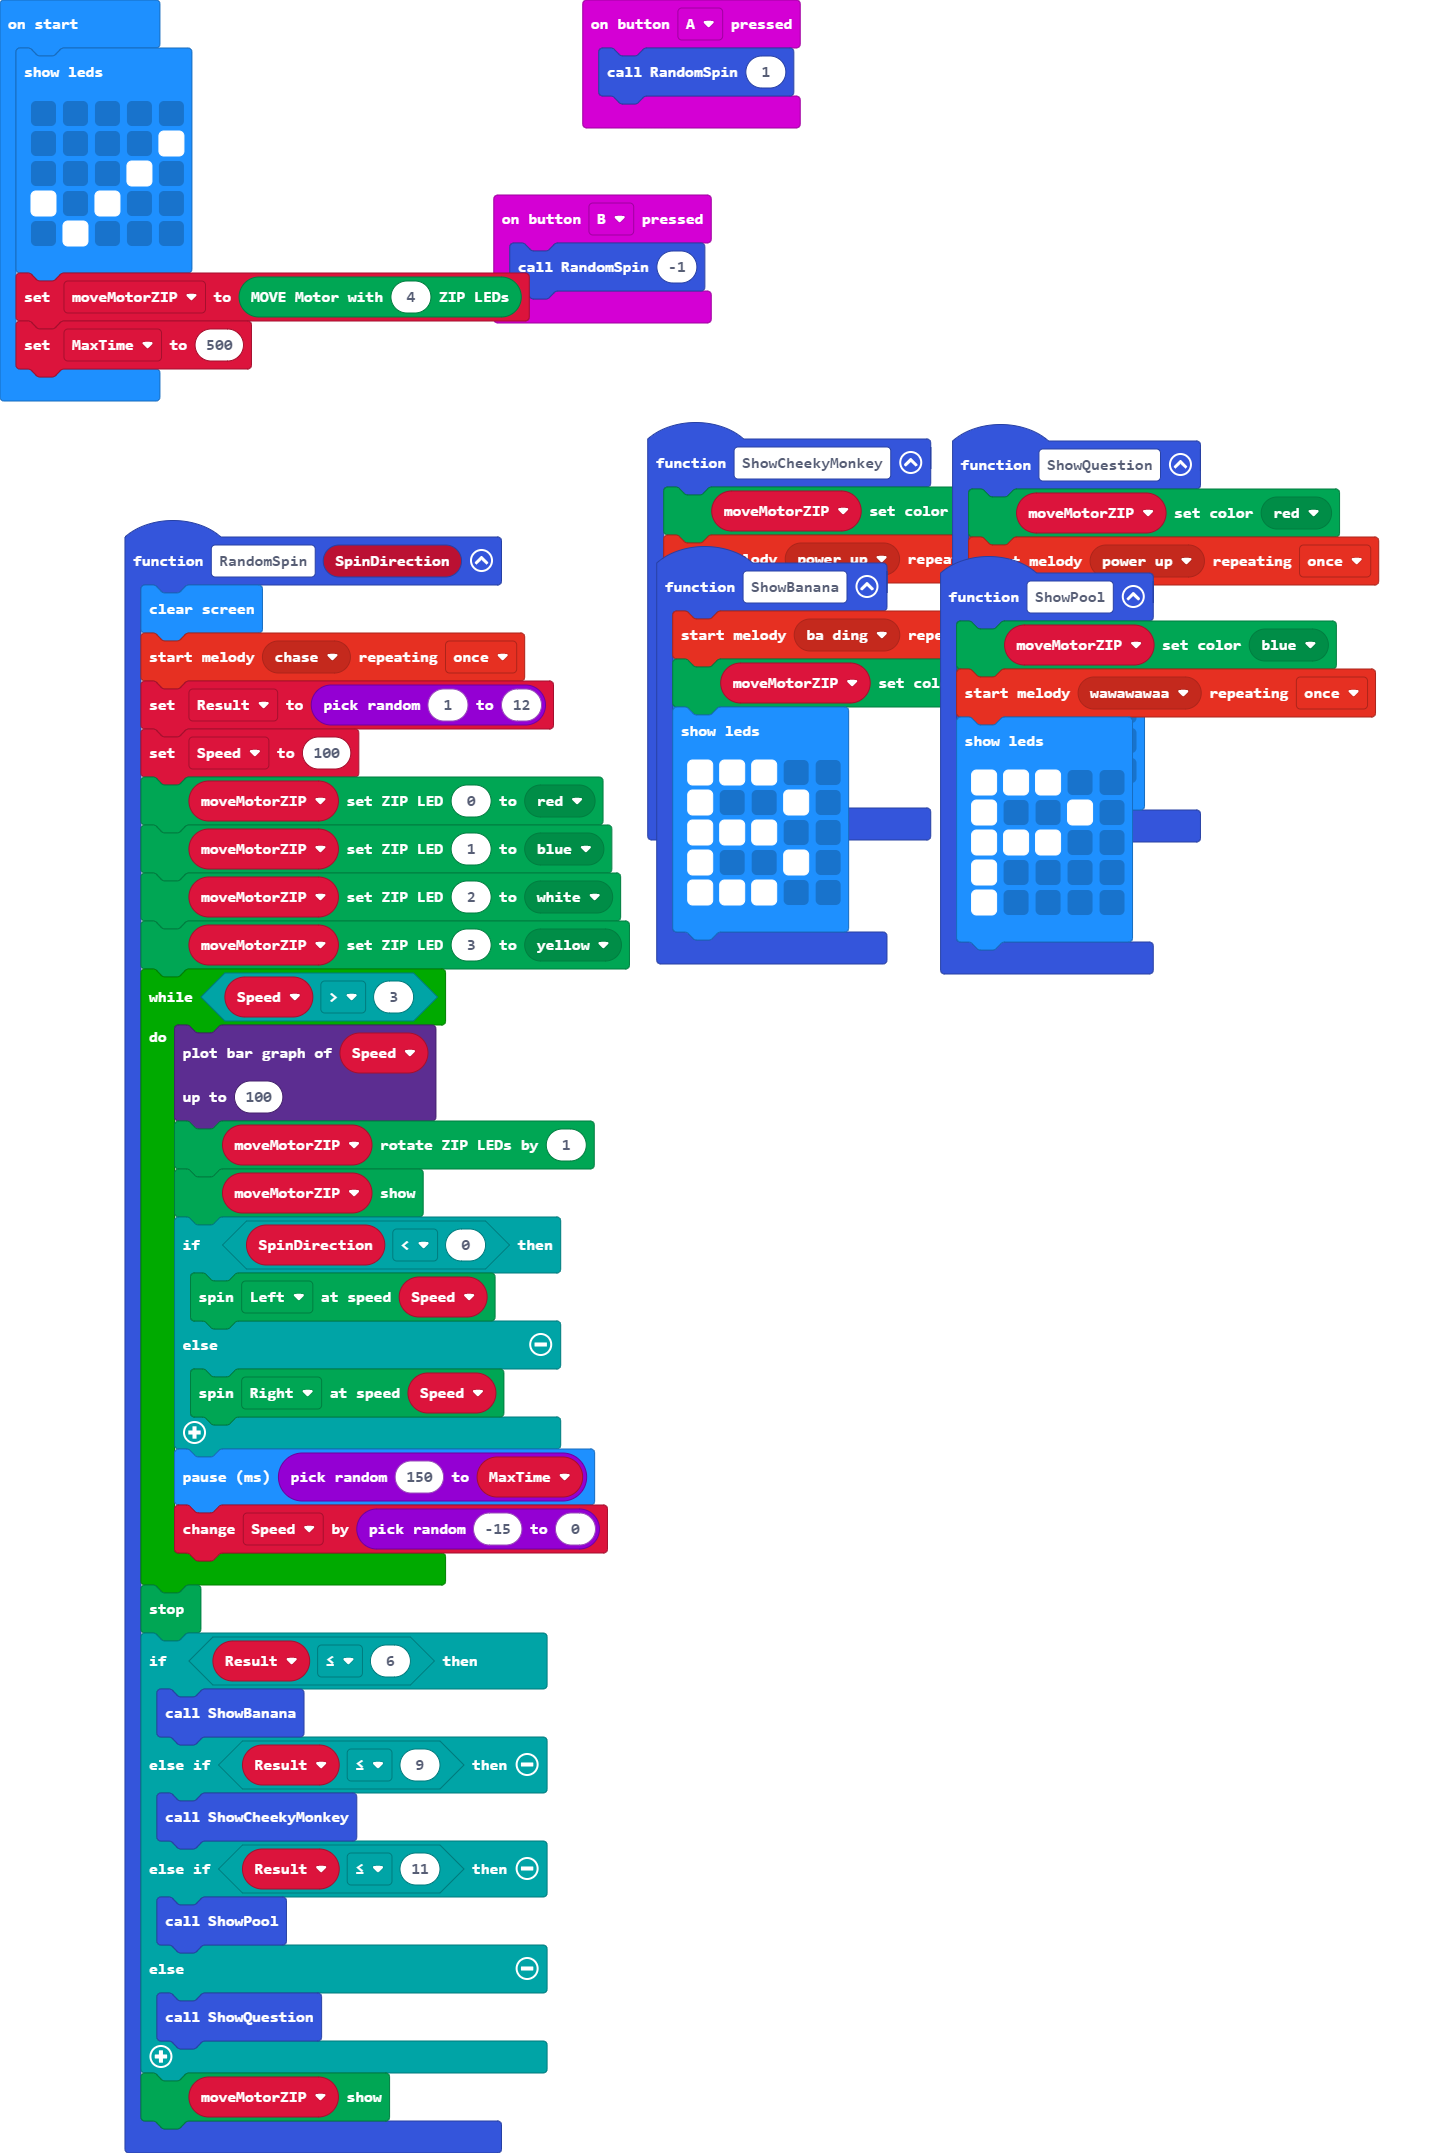 on start
show leds
set moveMotorZIP to MOVE Motor with 4 ZIP LEDs
set MaxTime to 500
on button A pressed
call RandomSpin 1
on button B pressed
call RandomSpin -1
function ShowCheekyMonkey
moveMotorZIP set color
power up
function ShowQuestion
moveMotorZIP set color red
melody power up repeating once
function ShowBanana
start melody ba ding
moveMotorZIP set
show leds
function ShowPool
moveMotorZIP set color blue
start melody wawawawaa repeating once
show leds
function RandomSpin SpinDirection
clear screen
start melody chase repeating once
set Result to pick random 1 to 12
set Speed to 100
moveMotorZIP set ZIP LED 0 to red
moveMotorZIP set ZIP LED 1 to blue
moveMotorZIP set ZIP LED 2 to white
moveMotorZIP set ZIP LED 3 to yellow
while Speed > 3
do
plot bar graph of Speed
up to 100
moveMotorZIP rotate ZIP LEDs by 1
moveMotorZIP show
if SpinDirection < 0 then
spin Left at speed Speed
else
spin Right at speed Speed
pause (ms) pick random 150 to MaxTime
change Speed by pick random -15 to 0
stop
if Result ≤ 6 then
call ShowBanana
else if Result ≤ 9 then
call ShowCheekyMonkey
else if Result ≤ 11 then
call ShowPool
else
call ShowQuestion
moveMotorZIP show